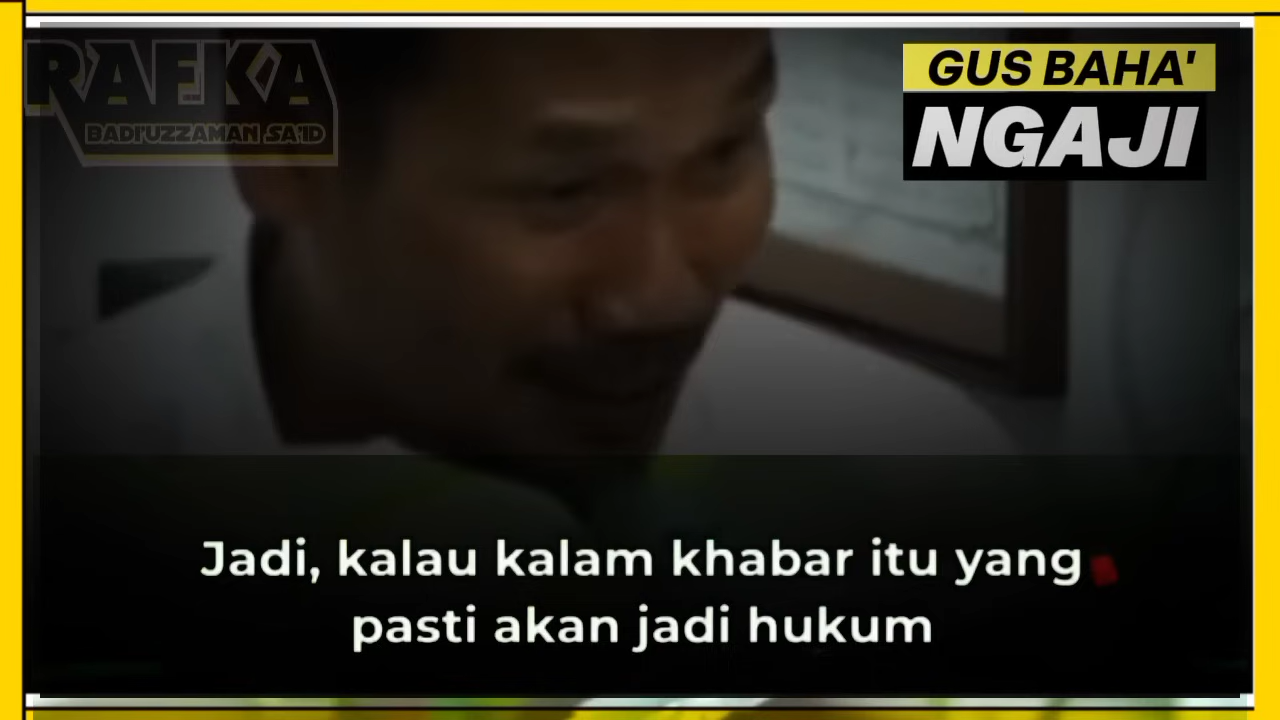 RAFKA
BADI'UZZAMAN SA'ID
GUS BAHA'
NGAJI
Jadi, kalau kalam khabar itu yang
pasti akan jadi hukum